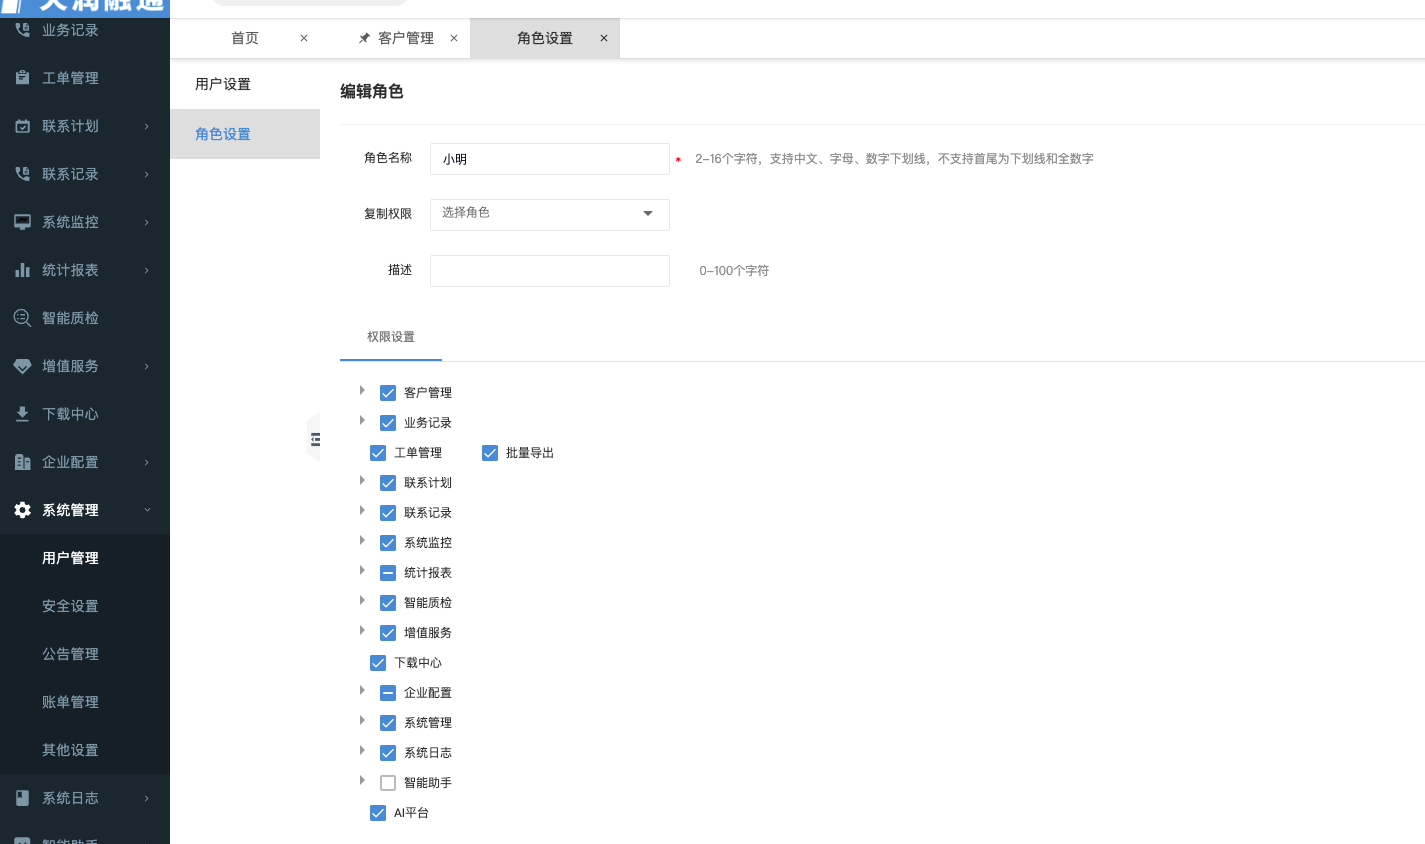 天润融通
业务记录
工单管理
联系计划
联系记录
系统监控
统计报表
智能质检
增值服务
下载中心
企业配置
系统管理
用户管理
安全设置
公告管理
账单管理
其他设置
系统日志
智能助手
首页 ×
客户管理 ×
角色设置 ×
用户设置
角色设置
编辑角色
角色名称 小明 * 2-16个字符，支持中文、字母、数字下划线，不支持首尾为下划线和全数字
复制权限 选择角色
描述 0-100个字符
权限设置
客户管理
业务记录
工单管理 批量导出
联系计划
联系记录
系统监控
统计报表
智能质检
增值服务
下载中心
企业配置
系统管理
系统日志
智能助手
AI平台